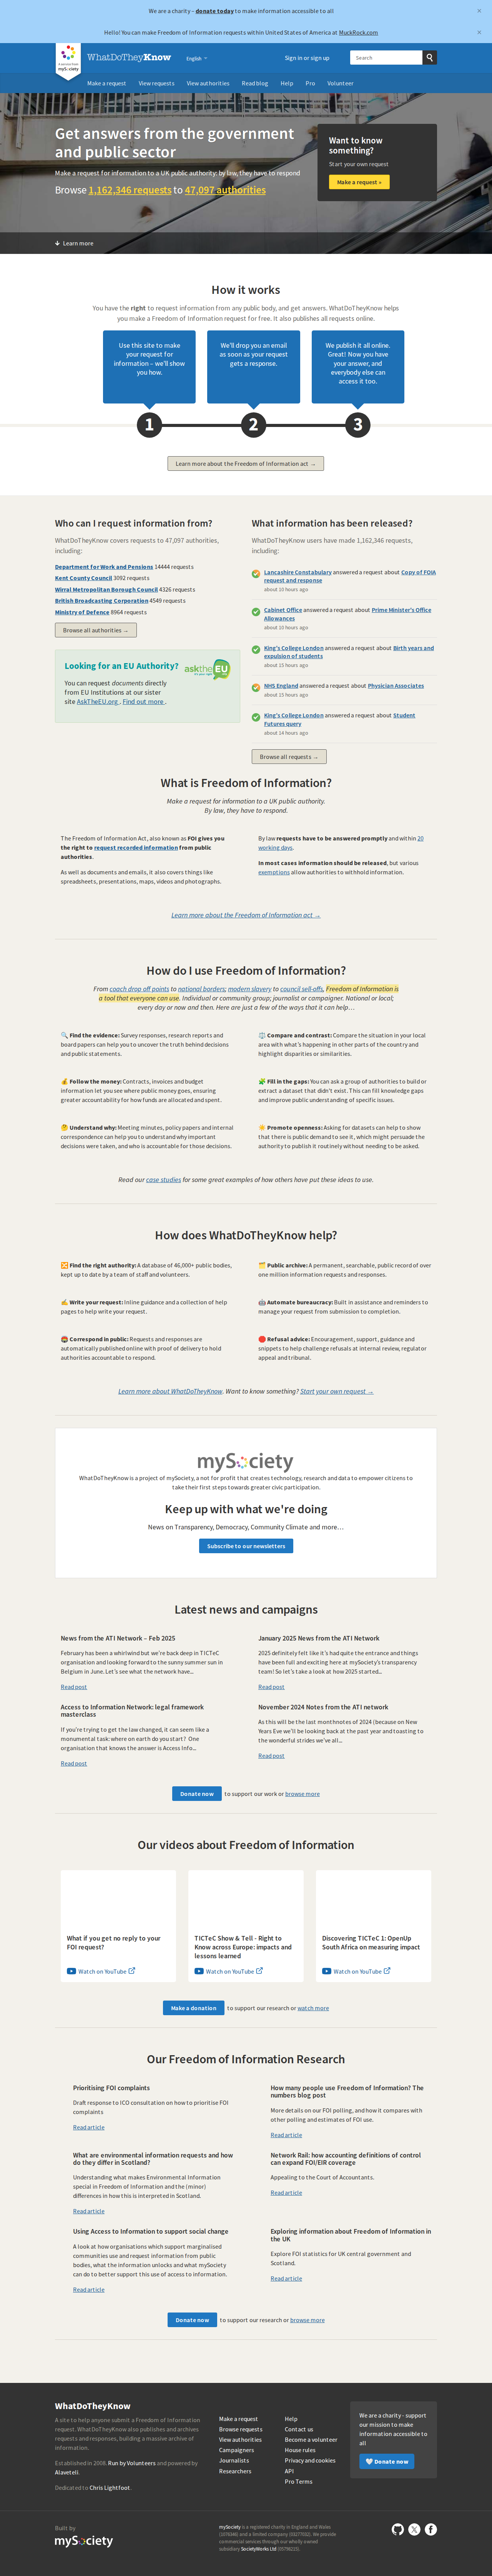 We are a charity – donate today to make Information accessible to all
×
Hello! You can make Freedom of Information requests within United States of America at MuckRock.com
×
WhatDoTheyKnow
English
Sign in or sign up
Search
Make a request
View requests
View authorities
Read blog
Help
Pro
Volunteer
Get answers from the government
and public sector
Make a request for information to a UK public authority: by law, they have to respond
Browse 1,162,346 requests to 47,097 authorities
Want to know
something?
Start your own request
Make a request »
Learn more
How it works
You have the right to request information from any public body, and get answers. WhatDoTheyKnow helps
you make a Freedom of Information request for free. It also publishes all requests online.
Use this site to make
your request for
information – we'll show
you how.
We'll drop you an email
as soon as your request
gets a response.
We publish it all online.
Great! Now you have
your answer, and
everybody else can
access it too.
1
2
3
Learn more about the Freedom of Information act →
Who can I request information from?
WhatDoTheyKnow covers requests to 47,097 authorities,
including:
Department for Work and Pensions 14444 requests
Kent County Council 3092 requests
Wirral Metropolitan Borough Council 4326 requests
British Broadcasting Corporation 4549 requests
Ministry of Defence 8964 requests
Browse all authorities →
Looking for an EU Authority?
You can request documents directly
from EU Institutions at our sister
site AskTheEU.org . Find out more .
asktheEU
What information has been released?
WhatDoTheyKnow users have made 1,162,346 requests,
including:
Lancashire Constabulary answered a request about Copy of FOIA
request and response
about 10 hours ago
Cabinet Office answered a request about Prime Minister's Office
Allowances
about 10 hours ago
King's College London answered a request about Birth years and
expulsion of students
about 15 hours ago
NHS England answered a request about Physician Associates
about 15 hours ago
King's College London answered a request about Student
Futures query
about 14 hours ago
Browse all requests →
What is Freedom of Information?
Make a request for information to a UK public authority.
By law, they have to respond.
The Freedom of Information Act, also known as FOI gives you
the right to request recorded information from public
authorities.
As well as documents and emails, it also covers things like
spreadsheets, presentations, maps, videos and photographs.
By law requests have to be answered promptly and within 20
working days.
In most cases information should be released, but various
exemptions allow authorities to withhold information.
Learn more about the Freedom of Information act →
How do I use Freedom of Information?
From coach drop off points to national borders; modern slavery to council sell-offs, Freedom of Information is
a tool that everyone can use. Individual or community group; journalist or campaigner. National or local;
every day or now and then. Here are just a few of the ways that it can help…
🔍 Find the evidence: Survey responses, research reports and
board papers can help you to uncover the truth behind decisions
and public statements.
⚖️ Compare and contrast: Compare the situation in your local
area with what's happening in other parts of the country and
highlight disparities or similarities.
💰 Follow the money: Contracts, invoices and budget
information let you see where public money goes, ensuring
greater accountability for how funds are allocated and spent.
🧩 Fill in the gaps: You can ask a group of authorities to build or
extract a dataset that didn't exist. This can fill knowledge gaps
and improve public understanding of specific issues.
🤔 Understand why: Meeting minutes, policy papers and internal
correspondence can help you to understand why important
decisions were taken, and who is accountable for those decisions.
☀️ Promote openness: Asking for datasets can help to show
that there is public demand to see it, which might persuade the
authority to publish it routinely without needing to be asked.
Read our case studies for some great examples of how others have put these ideas to use.
How does WhatDoTheyKnow help?
🔀 Find the right authority: A database of 46,000+ public bodies,
kept up to date by a team of staff and volunteers.
🗂️ Public archive: A permanent, searchable, public record of over
one million information requests and responses.
✍️ Write your request: Inline guidance and a collection of help
pages to help write your request.
🤖 Automate bureaucracy: Built in assistance and reminders to
manage your request from submission to completion.
📮 Correspond in public: Requests and responses are
automatically published online with proof of delivery to hold
authorities accountable to respond.
🛑 Refusal advice: Encouragement, support, guidance and
snippets to help challenge refusals at internal review, regulator
appeal and tribunal.
Learn more about WhatDoTheyKnow. Want to know something? Start your own request →
mySociety
WhatDoTheyKnow is a project of mySociety, a not for profit that creates technology, research and data to empower citizens to
take their first steps towards greater civic participation.
Keep up with what we're doing
News on Transparency, Democracy, Community Climate and more…
Subscribe to our newsletters
Latest news and campaigns
News from the ATI Network – Feb 2025
February has been a whirlwind but we're back deep in TICTeC
organisation and looking forward to the sunny summer sun in
Belgium in June. Let's see what the network have...
Read post
January 2025 News from the ATI Network
2025 definitely felt like it's had quite the entrance and things
have been full and exciting here at mySociety's transparency
team! So let's take a look at how 2025 started...
Read post
Access to Information Network: legal framework
masterclass
If you're trying to get the law changed, it can seem like a
monumental task: where on earth do you start? One
organisation that knows the answer is Access Info...
Read post
November 2024 Notes from the ATI network
As this will be the last monthnotes of 2024 (because on New
Years Eve we'll be looking back at the past year and toasting to
the wonderful strides we've all...
Read post
Donate now to support our work or browse more
Our videos about Freedom of Information
What if you get no reply to your
FOI request?
Watch on YouTube
TICTeC Show & Tell - Right to
Know across Europe: impacts and
lessons learned
Watch on YouTube
Discovering TICTeC 1: OpenUp
South Africa on measuring impact
Watch on YouTube
Make a donation to support our research or watch more
Our Freedom of Information Research
Prioritising FOI complaints
Draft response to ICO consultation on how to prioritise FOI
complaints
Read article
How many people use Freedom of Information? The
numbers blog post
More details on our FOI polling, and how it compares with
other polling and estimates of FOI use.
Read article
What are environmental information requests and how
do they differ in Scotland?
Understanding what makes Environmental Information
special in Freedom of Information and the (minor)
differences in how this is interpreted in Scotland.
Read article
Network Rail: how accounting definitions of control
can expand FOI/EIR coverage
Appealing to the Court of Accountants.
Read article
Using Access to Information to support social change
A look at how organisations which support marginalised
communities use and request information from public
bodies, what the information unlocks and what mySociety
can do to better support this use of access to information.
Read article
Exploring information about Freedom of Information in
the UK
Explore FOI statistics for UK central government and
Scotland.
Read article
Donate now to support our research or browse more
WhatDoTheyKnow
A site to help anyone submit a Freedom of Information
request. WhatDoTheyKnow also publishes and archives
requests and responses, building a massive archive of
information.
Established in 2008. Run by Volunteers and powered by
Alaveteli.
Dedicated to Chris Lightfoot.
Make a request
Browse requests
View authorities
Campaigners
Journalists
Researchers
Help
Contact us
Become a volunteer
House rules
Privacy and cookies
API
Pro Terms
We are a charity - support
our mission to make
information accessible to
all
🤍 Donate now
Built by
mySociety
mySociety is a registered charity in England and Wales
(1076346) and a limited company (03277032). We provide
commercial services through our wholly owned
subsidiary SocietyWorks Ltd (05798215).